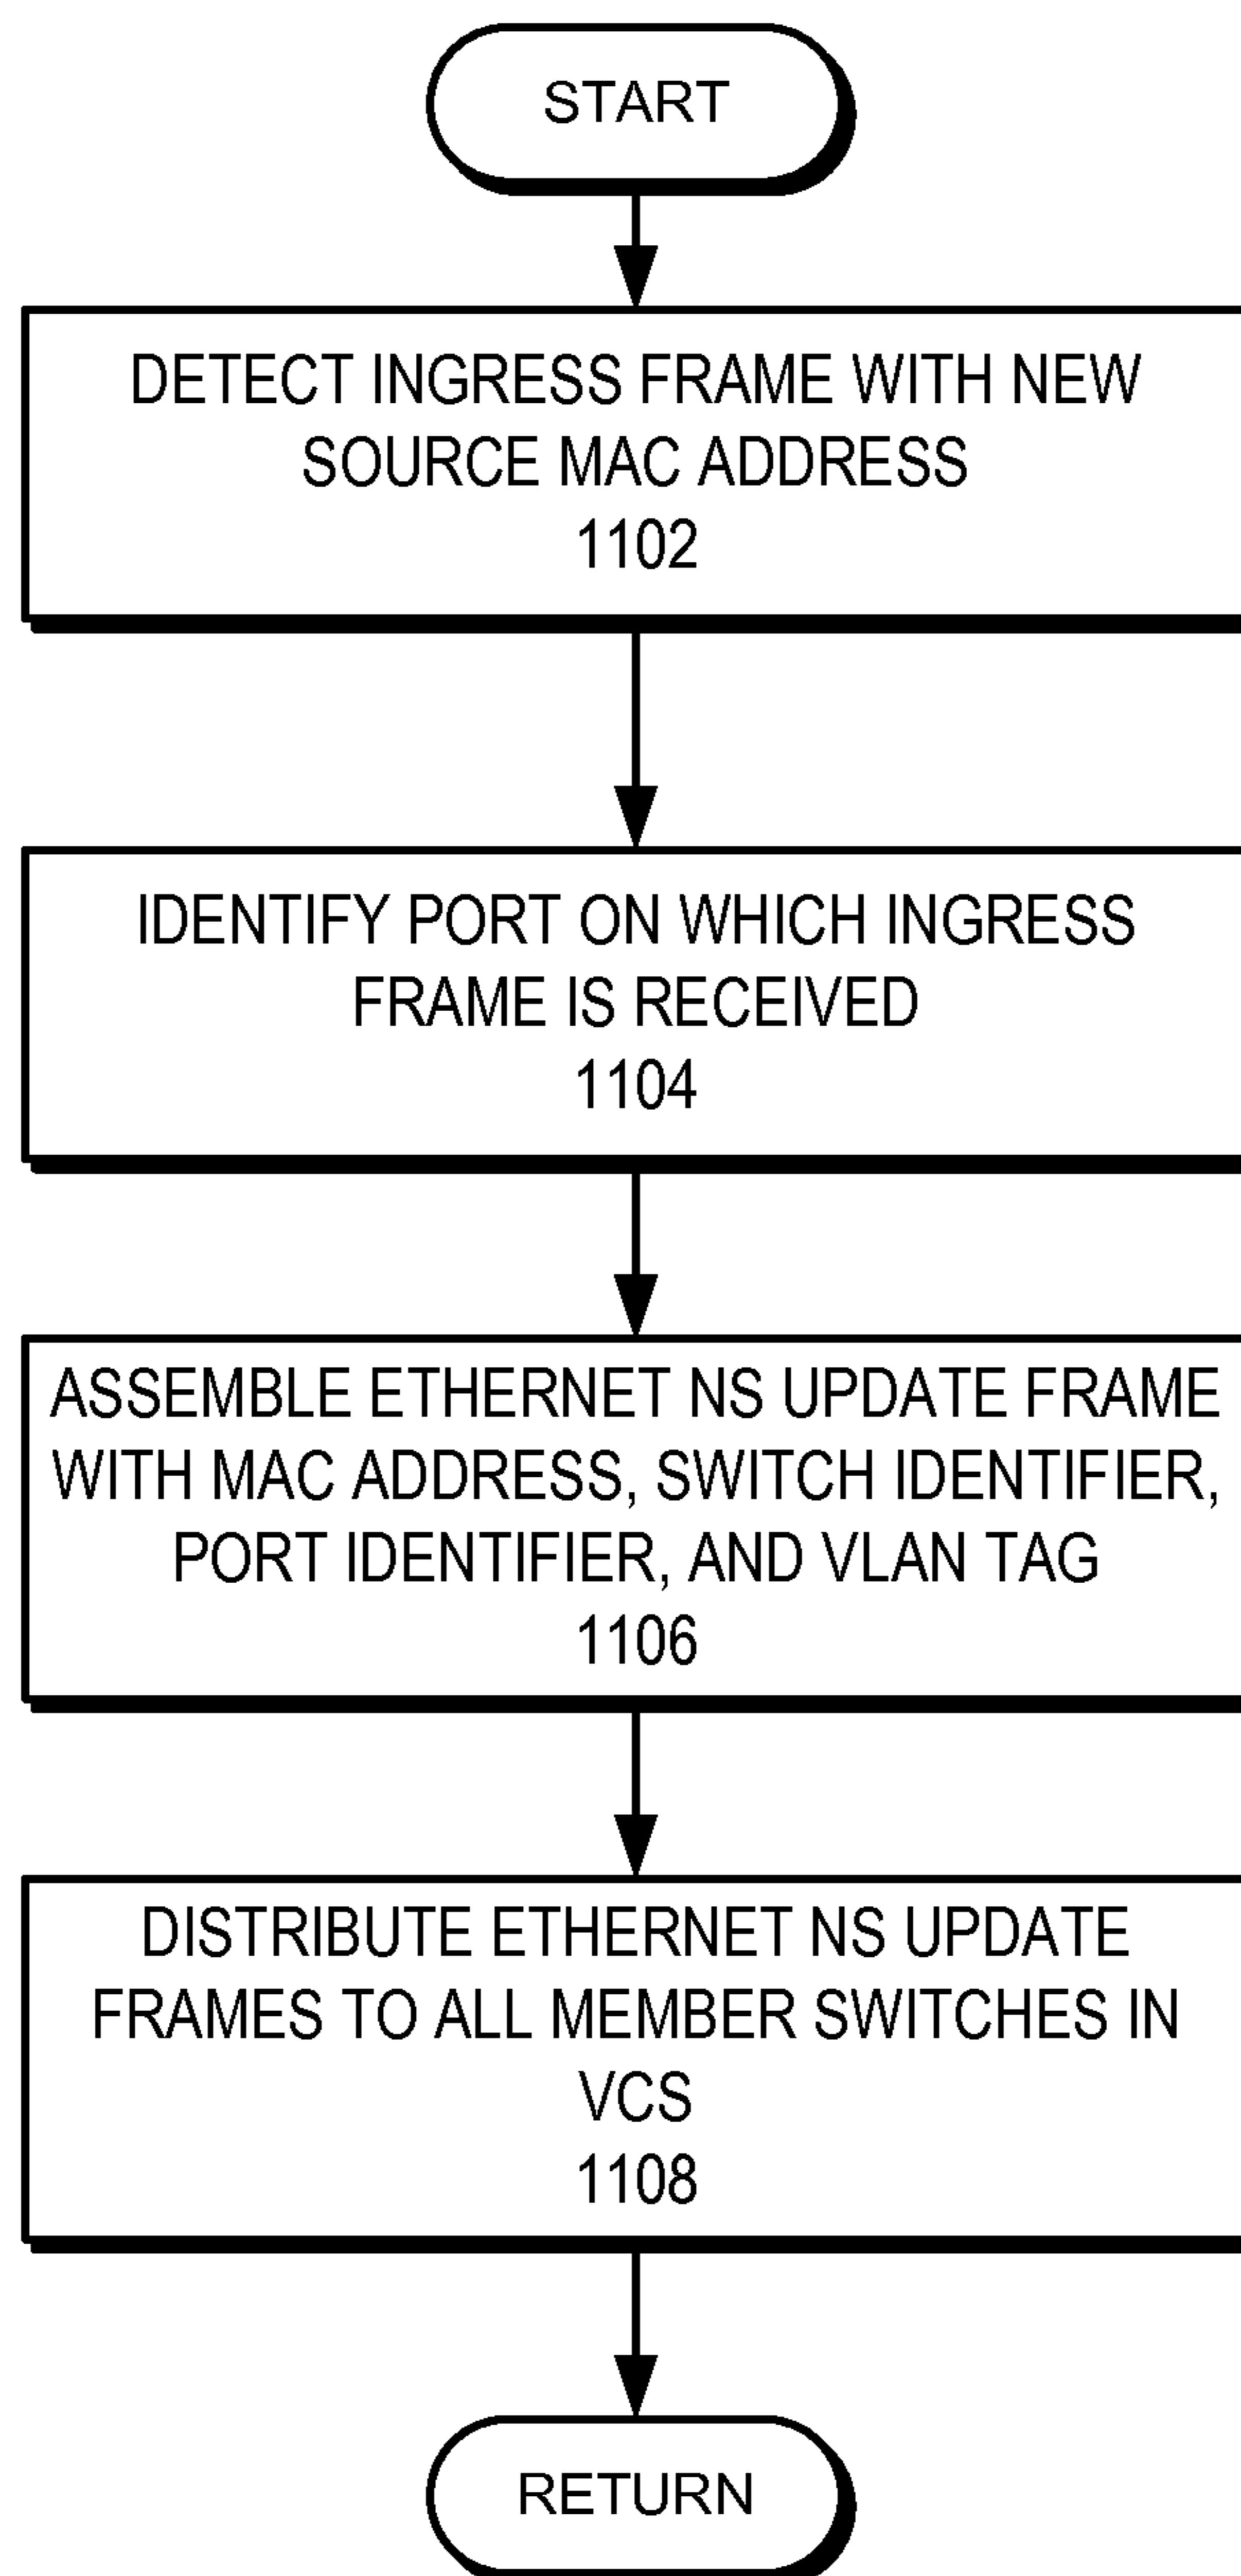 START
DETECT INGRESS FRAME WITH NEW
SOURCE MAC ADDRESS
1102
IDENTIFY PORT ON WHICH INGRESS
FRAME IS RECEIVED
1104
ASSEMBLE ETHERNET NS UPDATE FRAME
WITH MAC ADDRESS, SWITCH IDENTIFIER,
PORT IDENTIFIER, AND VLAN TAG
1106
DISTRIBUTE ETHERNET NS UPDATE
FRAMES TO ALL MEMBER SWITCHES IN
VCS
1108
RETURN